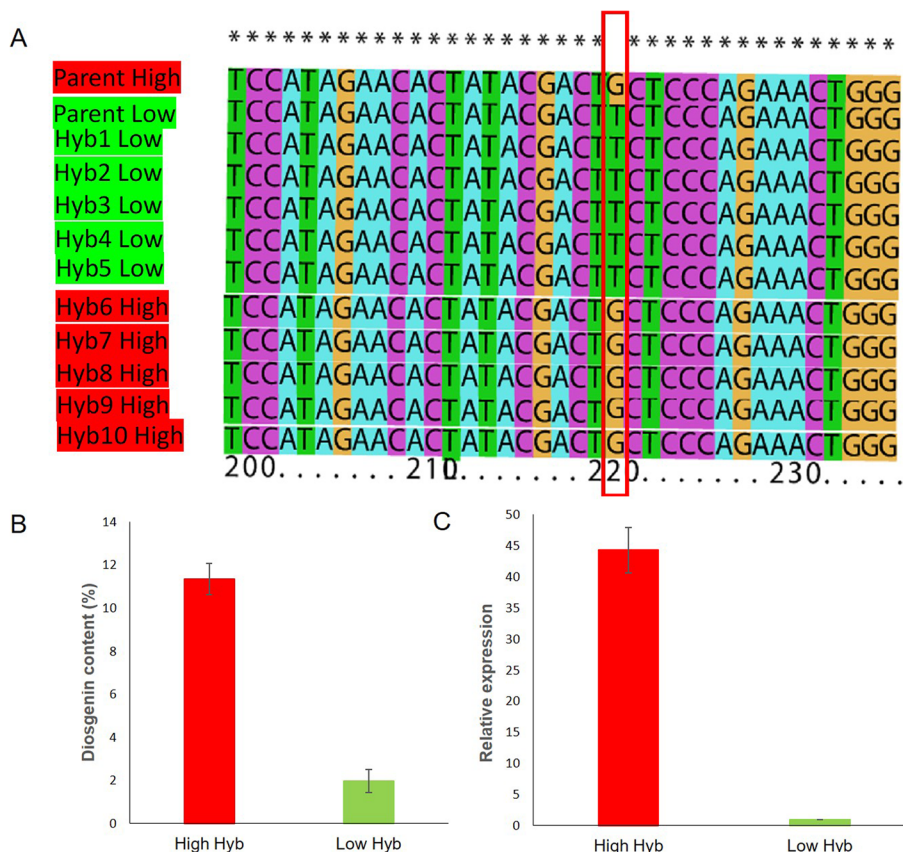 A
* * * * * * * * * * * * * * * * * * * * * * * * * * * * * * * * * * * * *
Parent High TCCATAGAACACTATACGACTGCTCCCAGAAACTGGG
Parent Low TCCATAGAACACTATACGACTTCTCCCAGAAACTGGG
Hyb1 Low TCCATAGAACACTATACGACTTCTCCCAGAAACTGGG
Hyb2 Low TCCATAGAACACTATACGACTTCTCCCAGAAACTGGG
Hyb3 Low TCCATAGAACACTATACGACTTCTCCCAGAAACTGGG
Hyb4 Low TCCATAGAACACTATACGACTTCTCCCAGAAACTGGG
Hyb5 Low TCCATAGAACACTATACGACTTCTCCCAGAAACTGGG
Hyb6 High TCCATAGAACACTATACGACTGCTCCCAGAAACTGGG
Hyb7 High TCCATAGAACACTATACGACTGCTCCCAGAAACTGGG
Hyb8 High TCCATAGAACACTATACGACTGCTCCCAGAAACTGGG
Hyb9 High TCCATAGAACACTATACGACTGCTCCCAGAAACTGGG
Hyb10 High TCCATAGAACACTATACGACTGCTCCCAGAAACTGGG
200.......210.......220.......230.....
B
Diosgenin content (%)
14
12
10
8
6
4
2
0
High Hyb Low Hyb
C
Relative expression
50
45
40
35
30
25
20
15
10
5
0
High Hyb Low Hyb